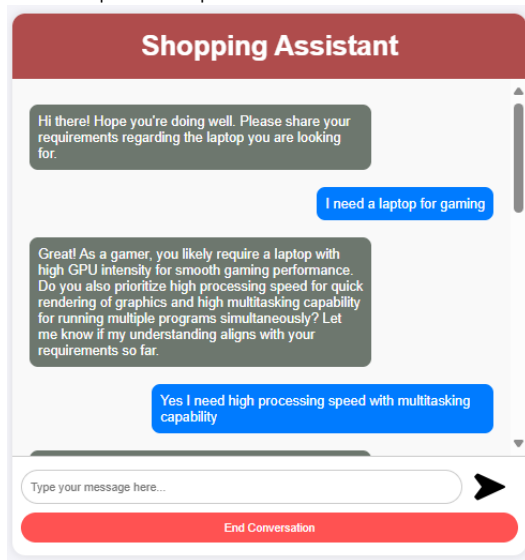 Shopping Assistant
Hi there! Hope you're doing well. Please share your
requirements regarding the laptop you are looking
for.
I need a laptop for gaming
Great! As a gamer, you likely require a laptop with
high GPU intensity for smooth gaming performance.
Do you also prioritize high processing speed for quick
rendering of graphics and high multitasking capability
for running multiple programs simultaneously? Let
me know if my understanding aligns with your
requirements so far.
Yes I need high processing speed with multitasking
capability
Type your message here...
End Conversation